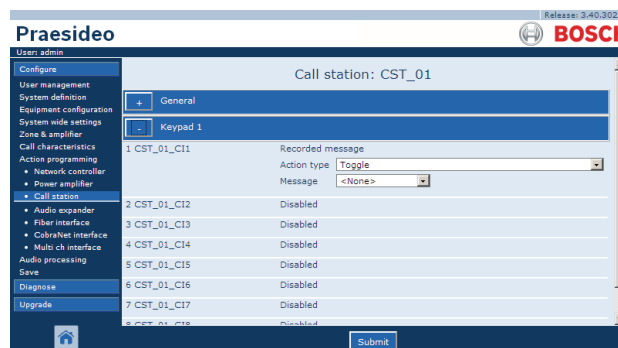 Release: 3.40.302
Praesideo
BOSCH
User: admin
Configure
User management
System definition
Equipment configuration
System wide settings
Zone & amplifier
Call characteristics
Action programming
• Network controller
• Power amplifier
• Call station
• Audio expander
• Fiber interface
• CobraNet interface
• Multi ch interface
Audio processing
Save
Diagnose
Upgrade
Call station: CST_01
+ General
- Keypad 1
1 CST_01_CI1 Recorded message
Action type Toggle
Message <None>
2 CST_01_CI2 Disabled
3 CST_01_CI3 Disabled
4 CST_01_CI4 Disabled
5 CST_01_CI5 Disabled
6 CST_01_CI6 Disabled
7 CST_01_CI7 Disabled
8 CST_01_CI8 Disabled
Submit